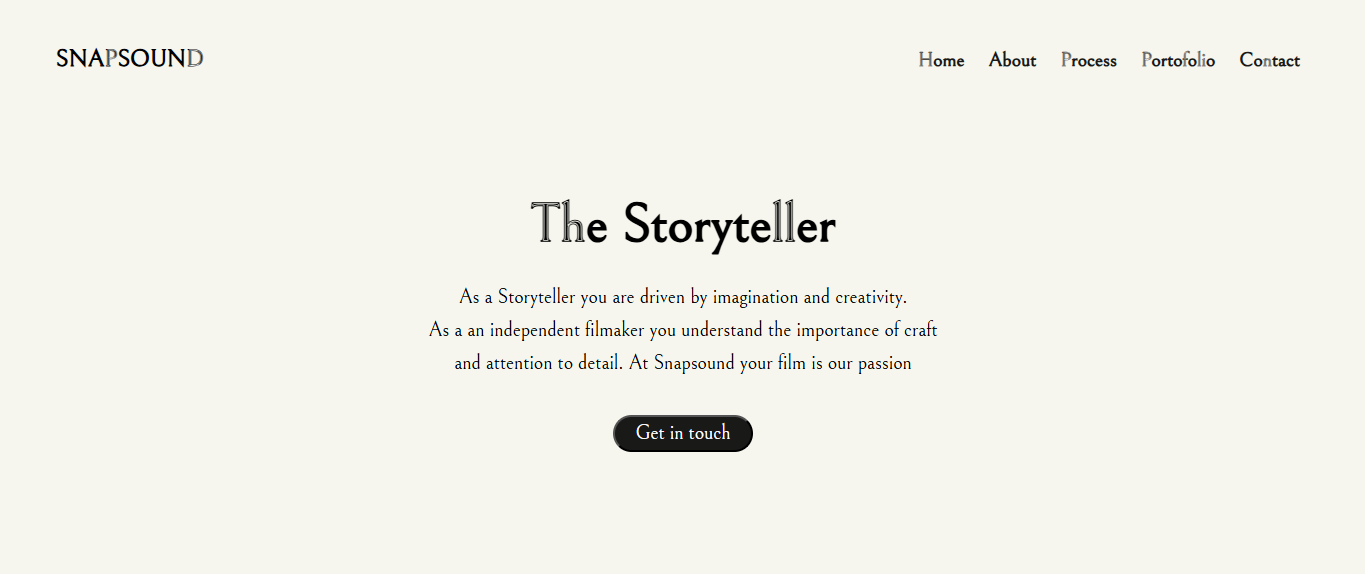 SNAPSOUND
Home About Process Portofolio Contact
The Storyteller
As a Storyteller you are driven by imagination and creativity.
As a an independent filmaker you understand the importance of craft
and attention to detail. At Snapsound your film is our passion
Get in touch